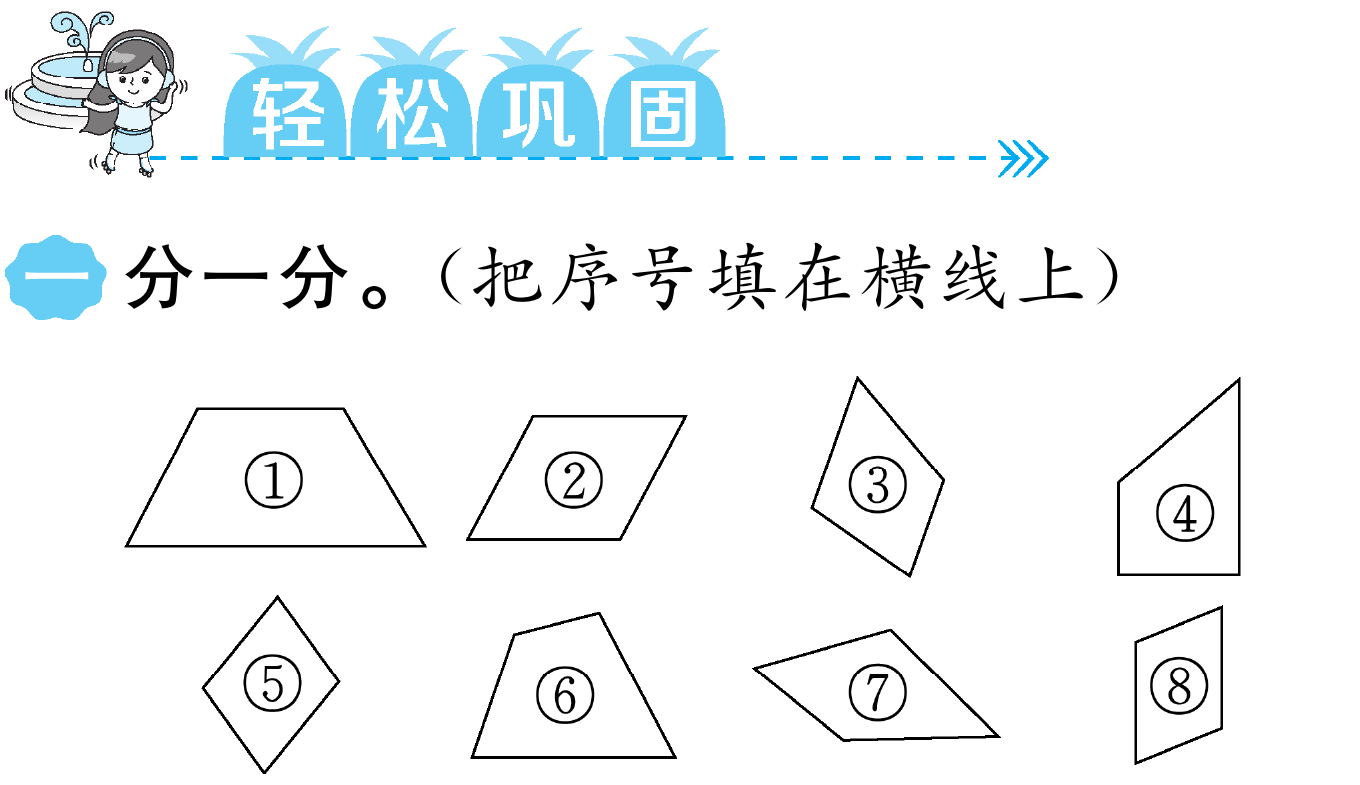 轻松巩固
一 分一分。(把序号填在横线上)
① ② ③ ④
⑤ ⑥ ⑦ ⑧